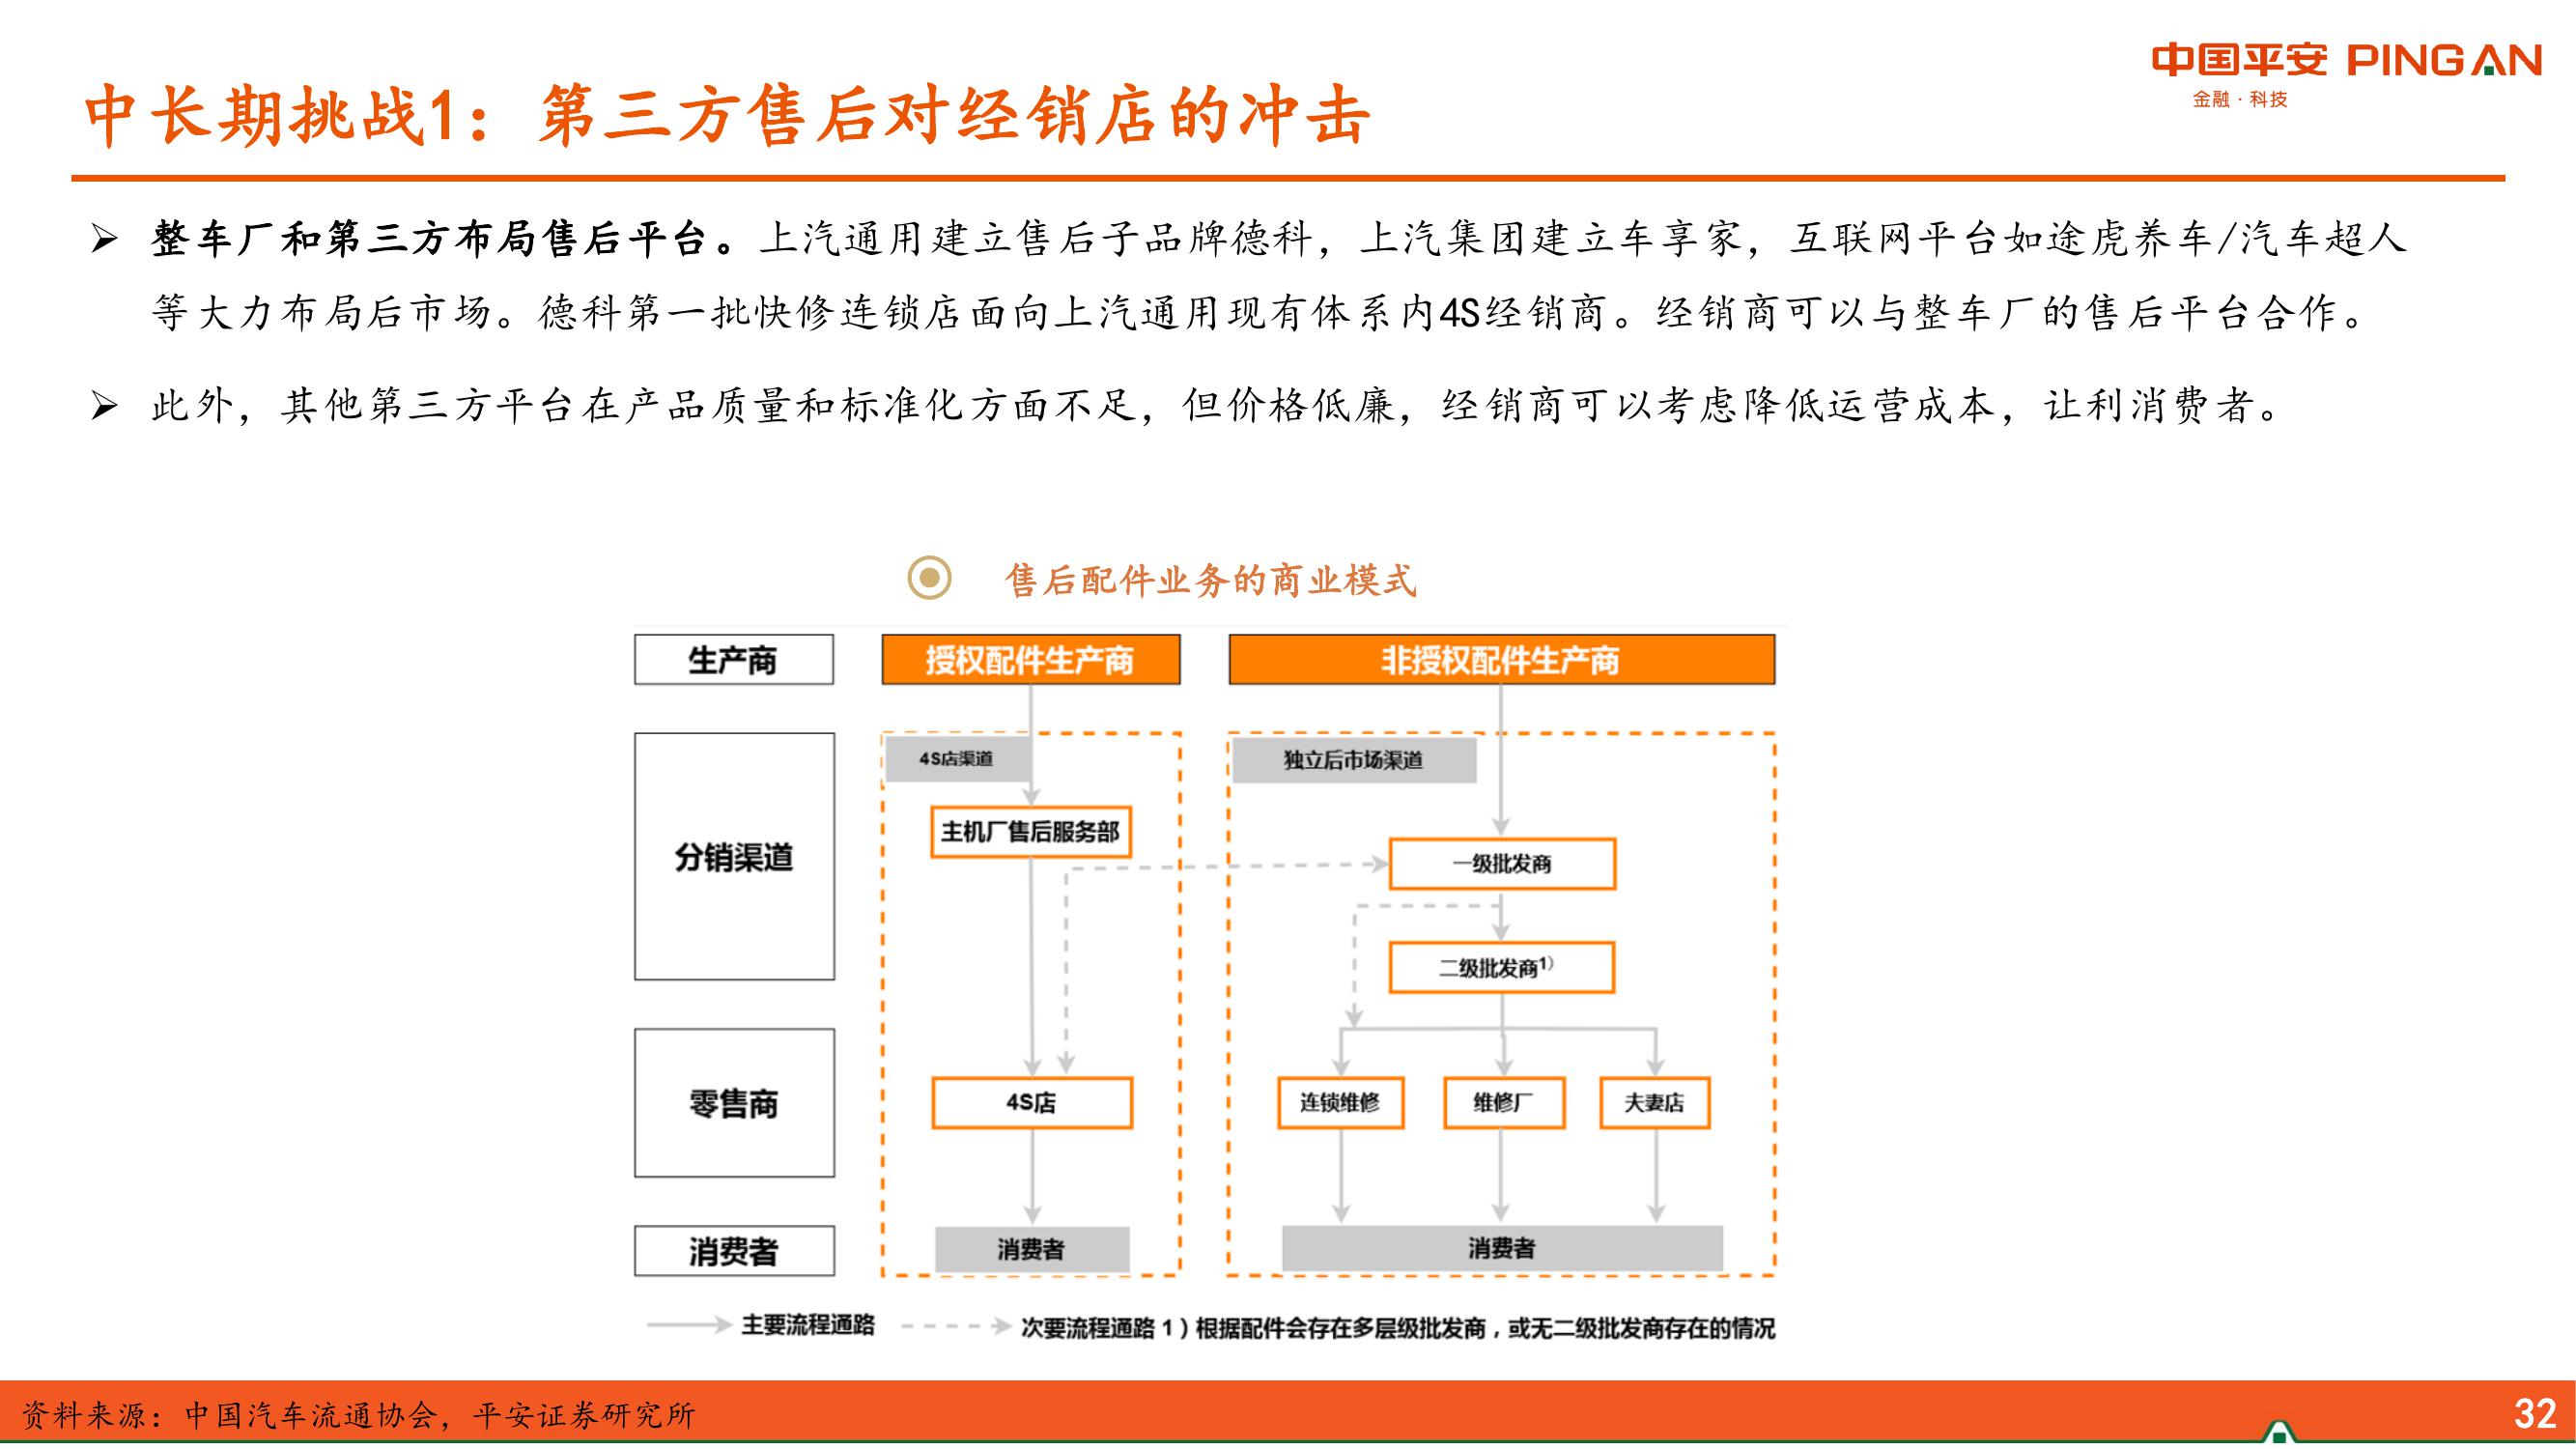 中国平安 PINGAN
金融·科技
中长期挑战1：第三方售后对经销店的冲击
整车厂和第三方布局售后平台。上汽通用建立售后子品牌德科，上汽集团建立车享家，互联网平台如途虎养车/汽车超人
等大力布局后市场。德科第一批快修连锁店面向上汽通用现有体系内4S经销商。经销商可以与整车厂的售后平台合作。
此外，其他第三方平台在产品质量和标准化方面不足，但价格低廉，经销商可以考虑降低运营成本，让利消费者。
售后配件业务的商业模式
生产商
授权配件生产商
非授权配件生产商
分销渠道
4S店渠道
独立后市场渠道
主机厂售后服务部
一级批发商
二级批发商1）
零售商
4S店
连锁维修
维修厂
夫妻店
消费者
消费者
消费者
主要流程通路
次要流程通路 1）根据配件会存在多层级批发商，或无二级批发商存在的情况
资料来源：中国汽车流通协会，平安证券研究所
32